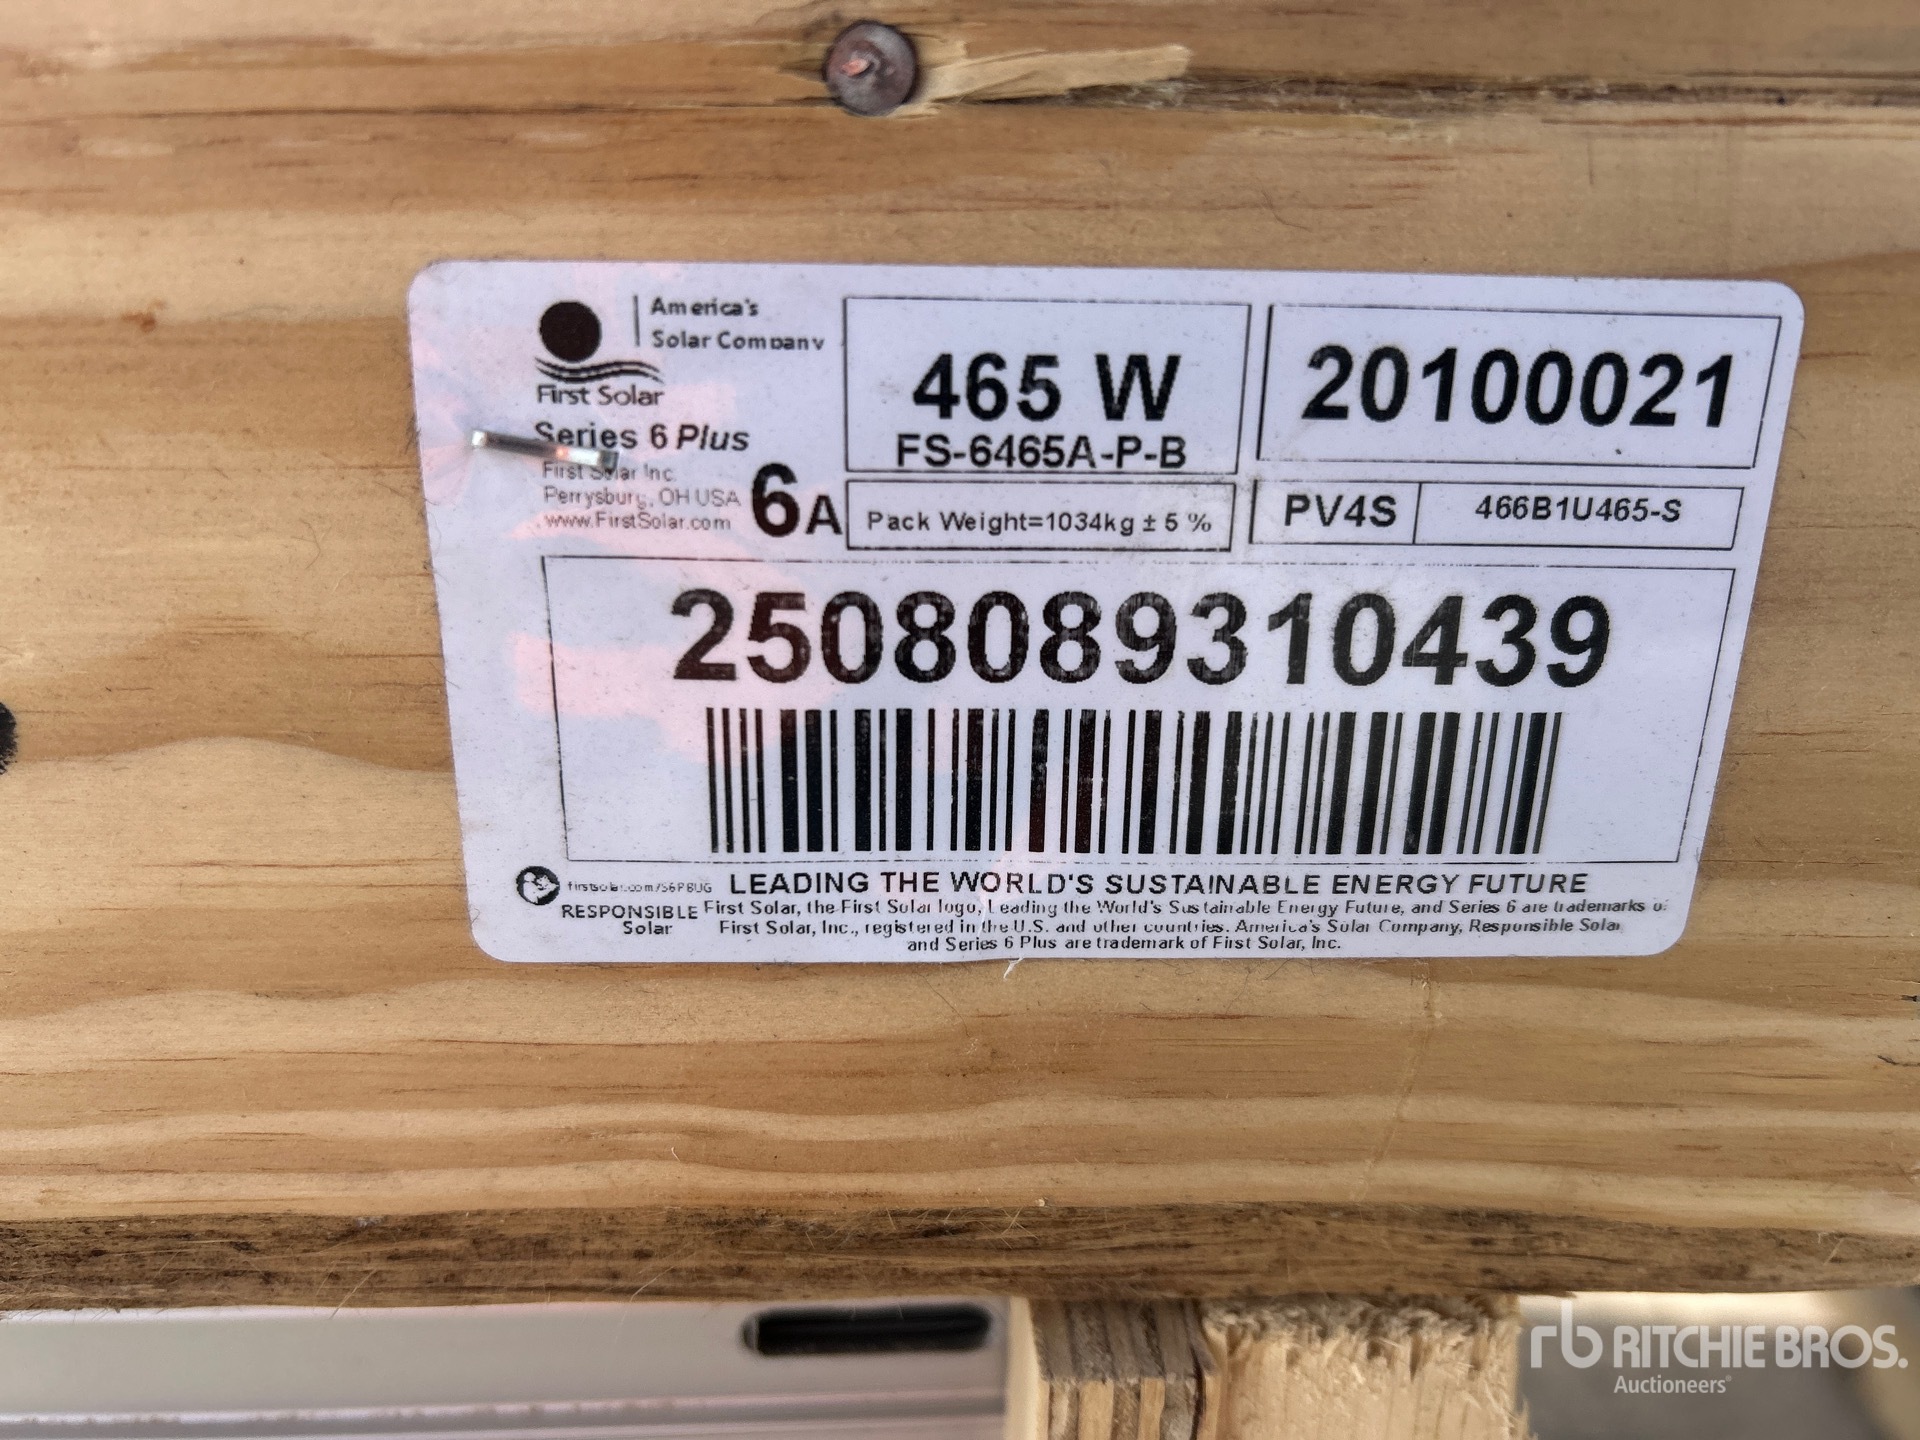 America's
Solar Company
First Solar
Series 6 Plus
First Solar Inc
Perrysburg, OH USA
www.FirstSolar.com
6A
465 W
FS-6465A-P-B
Pack Weight=1034kg ± 5 %
20100021
PV4S
466B1U465-S
2508089310439
firstsolar.com/S6PBUG
RESPONSIBLE
Solar
LEADING THE WORLD'S SUSTAINABLE ENERGY FUTURE
First Solar, the First Solar logo, Leading the World's Sustainable Energy Future, and Series 6 are trademarks of
First Solar, Inc., registered in the U.S. and other countries. America's Solar Company, Responsible Solar
and Series 6 Plus are trademark of First Solar, Inc.
rb RITCHIE BROS.
Auctioneers